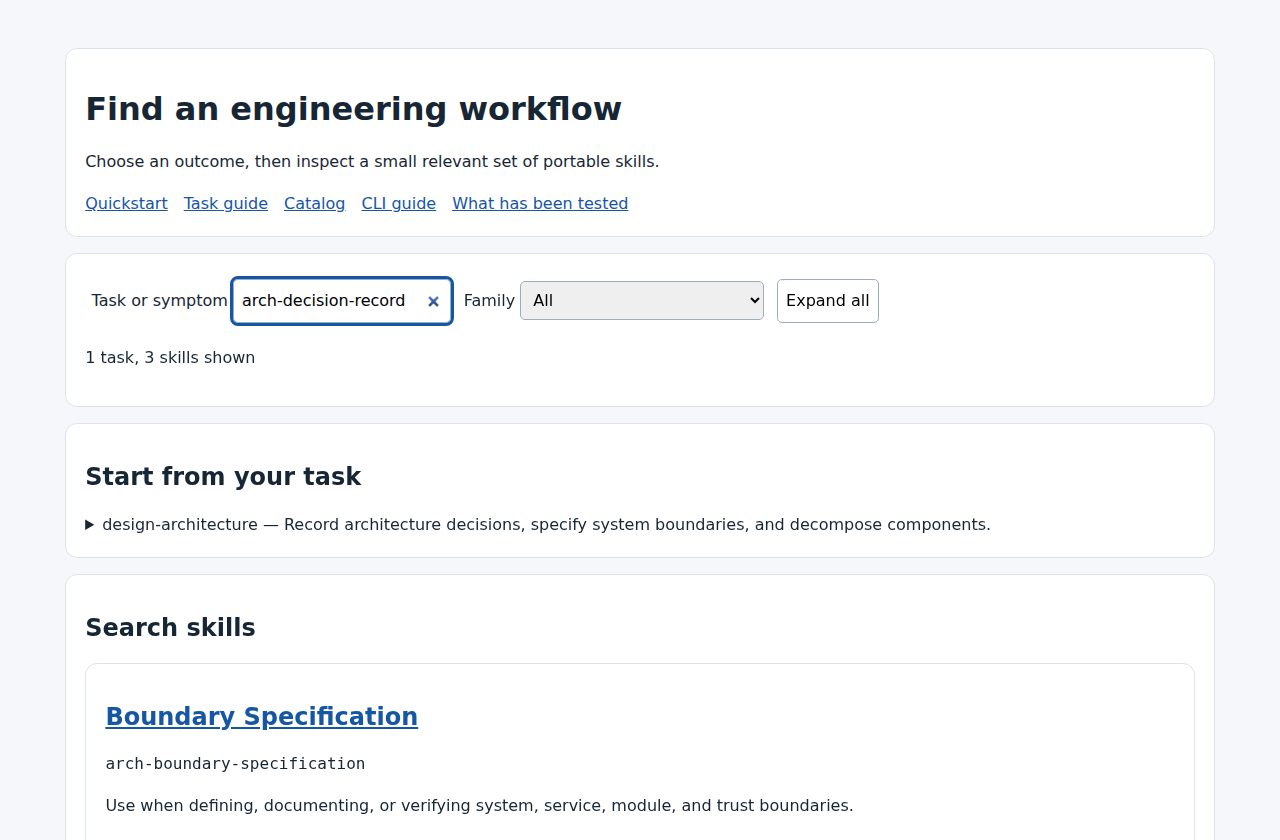 Find an engineering workflow
Choose an outcome, then inspect a small relevant set of portable skills.
Quickstart Task guide Catalog CLI guide What has been tested
Task or symptom arch-decision-record Family All Expand all
1 task, 3 skills shown
Start from your task
design-architecture — Record architecture decisions, specify system boundaries, and decompose components.
Search skills
Boundary Specification
arch-boundary-specification
Use when defining, documenting, or verifying system, service, module, and trust boundaries.